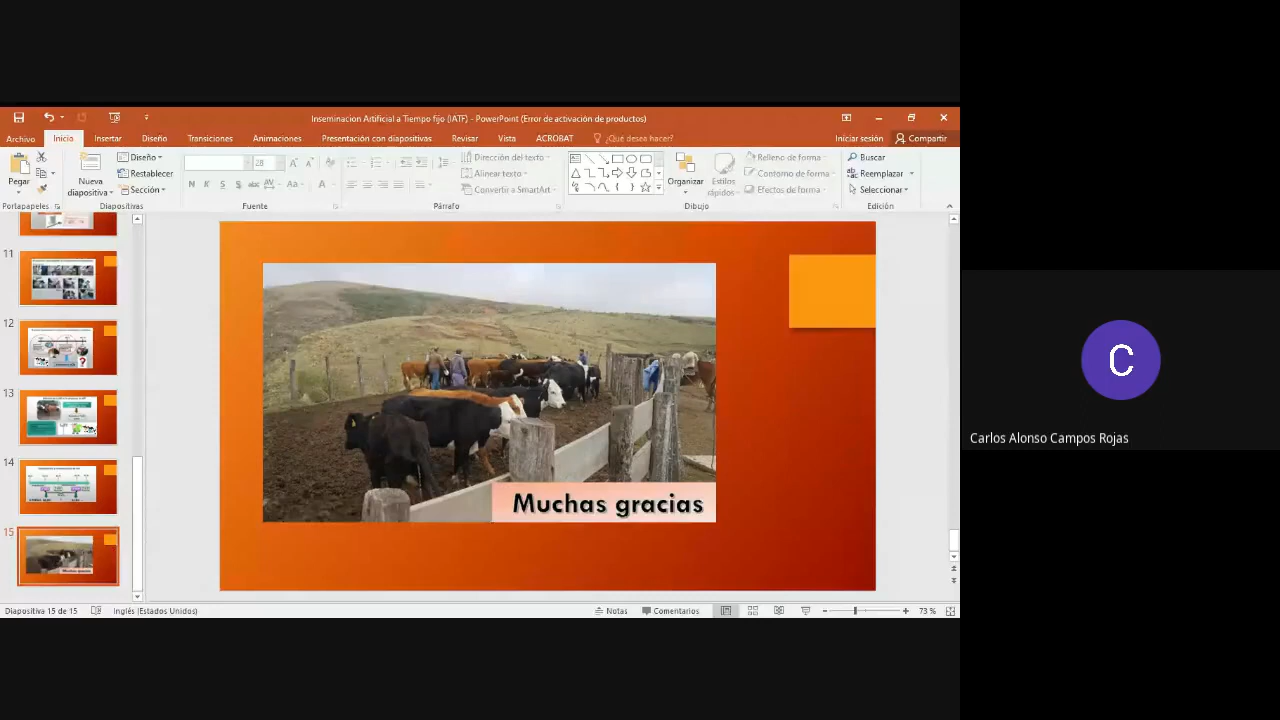 Inseminacion Artificial a Tiempo fijo (IATF) - PowerPoint (Error de activación de productos)
Archivo Inicio Insertar Diseño Transiciones Animaciones Presentación con diapositivas Revisar Vista ACROBAT ¿Qué desea hacer? Iniciar sesión Compartir
Pegar
Nueva diapositiva
Diseño
Restablecer
Sección
28
N K S S abc AV Aa A
Dirección del texto
Alinear texto
Convertir a SmartArt
Organizar
Estilos rápidos
Relleno de forma
Contorno de forma
Efectos de forma
Buscar
Reemplazar
Seleccionar
Portapapeles Diapositivas Fuente Párrafo Dibujo Edición
11
12
13
14
15
Muchas gracias
Diapositiva 15 de 15 Inglés (Estados Unidos) Notas Comentarios 73 %
C
Carlos Alonso Campos Rojas